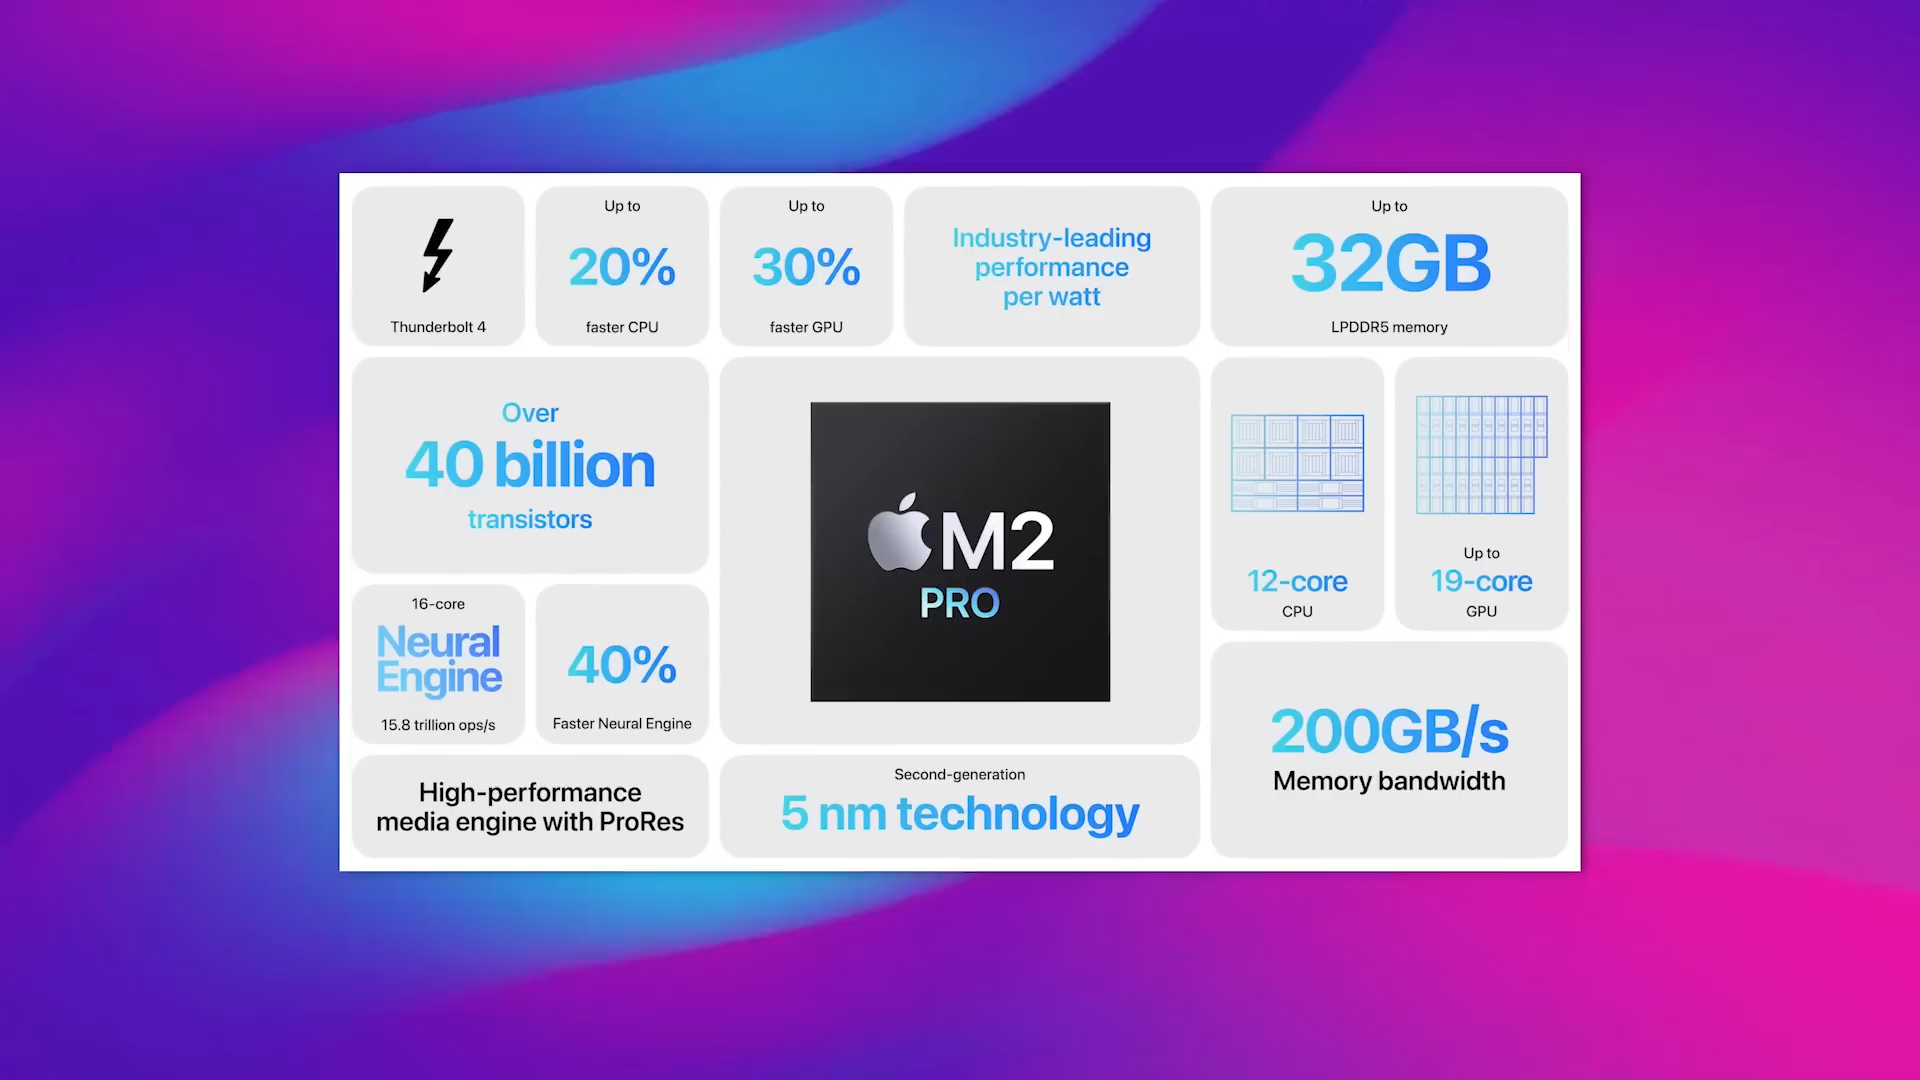 Thunderbolt 4
Up to
20%
faster CPU
Up to
30%
faster GPU
Industry-leading
performance
per watt
Up to
32GB
LPDDR5 memory
Over
40 billion
transistors
M2
PRO
12-core
CPU
Up to
19-core
GPU
16-core
Neural
Engine
15.8 trillion ops/s
40%
Faster Neural Engine
200GB/s
Memory bandwidth
High-performance
media engine with ProRes
Second-generation
5 nm technology